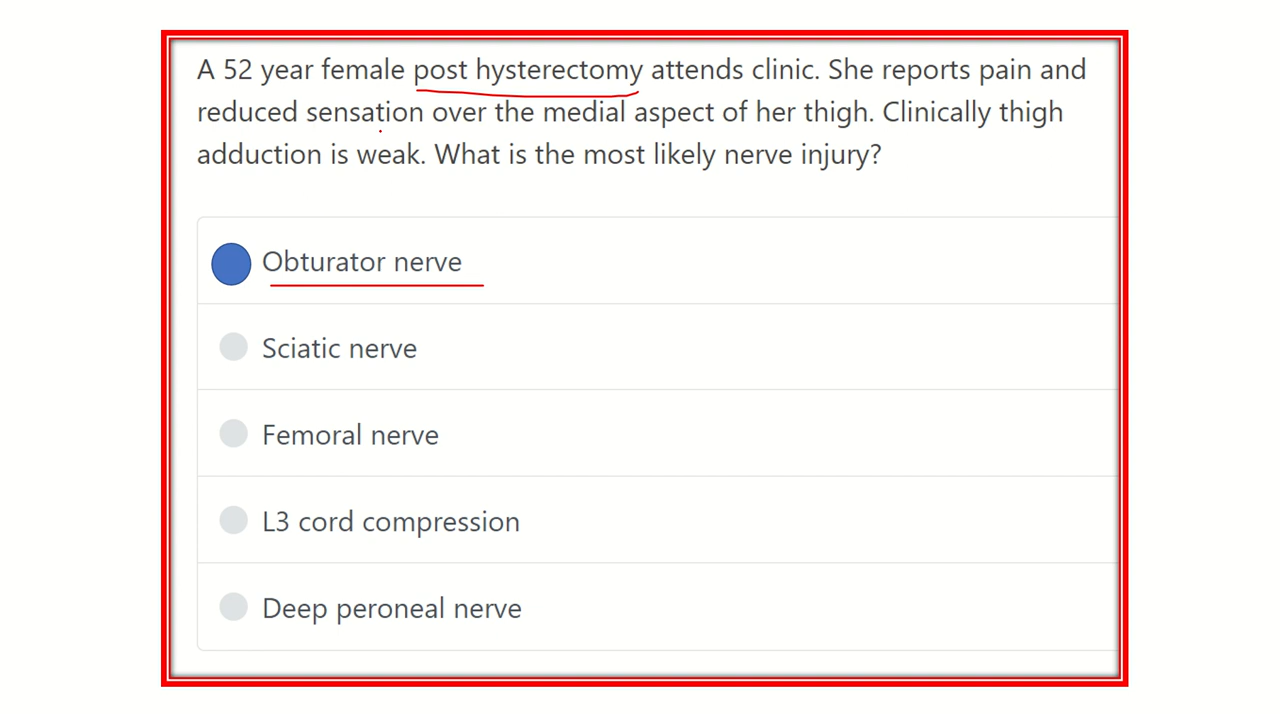 A 52 year female post hysterectomy attends clinic. She reports pain and
reduced sensation over the medial aspect of her thigh. Clinically thigh
adduction is weak. What is the most likely nerve injury?
Obturator nerve
Sciatic nerve
Femoral nerve
L3 cord compression
Deep peroneal nerve